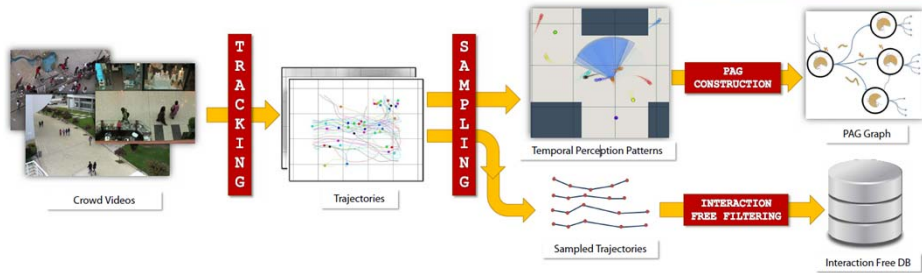 TRACKING
SAMPLING
PAG
CONSTRUCTION
Temporal Perception Patterns
PAG Graph
Crowd Videos
Trajectories
INTERACTION
FREE FILTERING
Sampled Trajectories
Interaction Free DB